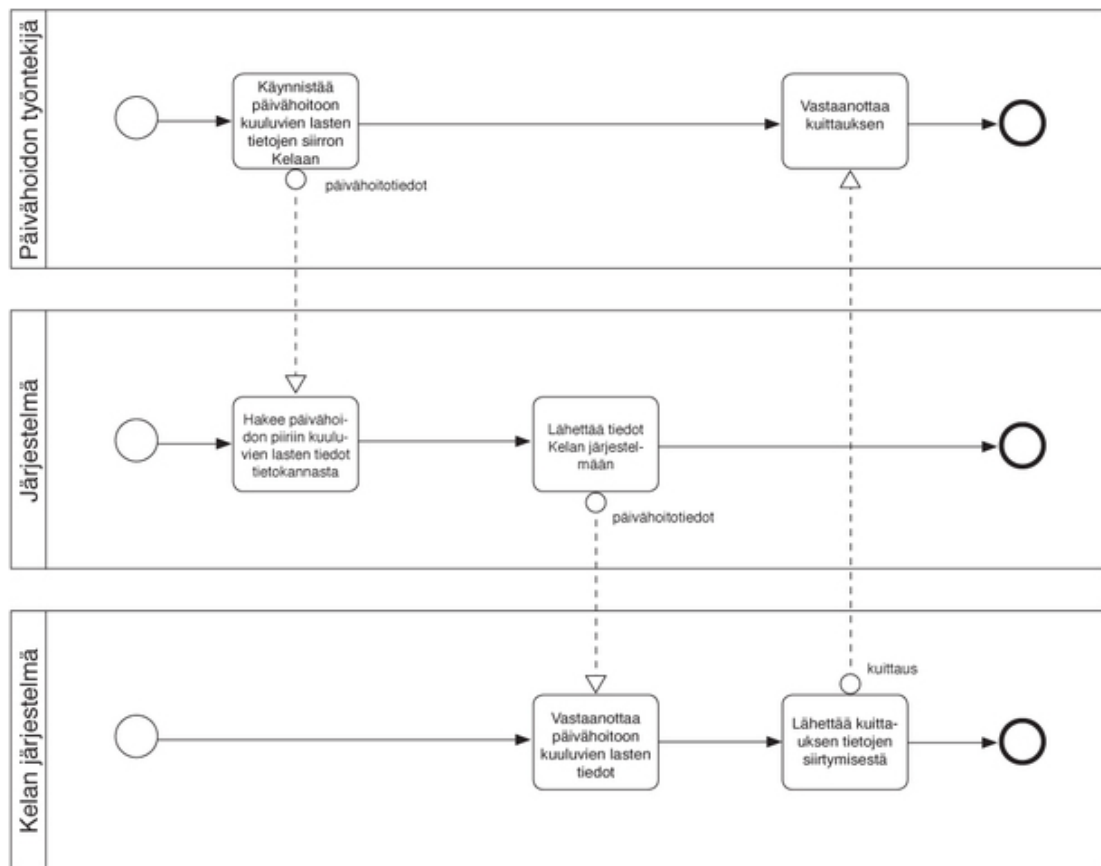 Päivähoidon työntekijä
Käynnistää
päivähoitoon
kuuluvien lasten
tietojen siirron
Kelaan
Vastaanottaa
kuittauksen
päivähoitotiedot
Järjestelmä
Hakee päivähoi-
don piiriin kuulu-
vien lasten tiedot
tietokannasta
Lähettää tiedot
Kelan järjestel-
mään
päivähoitotiedot
Kelan järjestelmä
kuittaus
Vastaanottaa
päivähoitoon
kuuluvien lasten
tiedot
Lähettää kuitta-
uksen tietojen
siirtymisestä